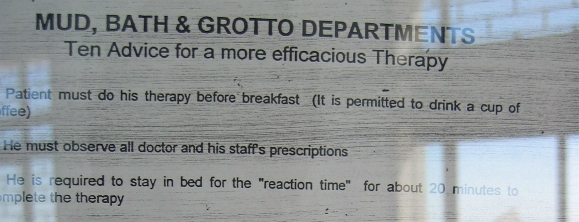 MUD, BATH & GROTTO DEPARTMENTS
Ten Advice for a more efficacious Therapy
Patient must do his therapy before breakfast (It is permitted to drink a cup of
ffee)
He must observe all doctor and his staff's prescriptions
He is required to stay in bed for the "reaction time" for about 20 minutes to
mplete the therapy